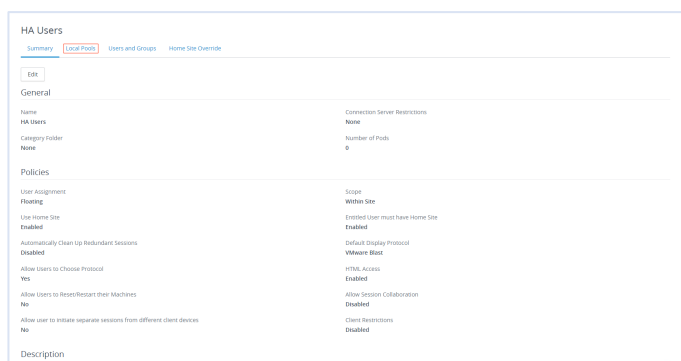 HA Users
Summary Local Pools Users and Groups Home Site Override
Edit
General
Name Connection Server Restrictions
HA Users None
Category Folder Number of Pods
None 0
Policies
User Assignment Scope
Floating Within Site
Use Home Site Entitled User must have Home Site
Enabled Enabled
Automatically Clean Up Redundant Sessions Default Display Protocol
Disabled VMware Blast
Allow Users to Choose Protocol HTML Access
Yes Enabled
Allow Users to Reset/Restart their Machines Allow Session Collaboration
No Disabled
Allow user to initiate separate sessions from different client devices Client Restrictions
No Disabled
Description